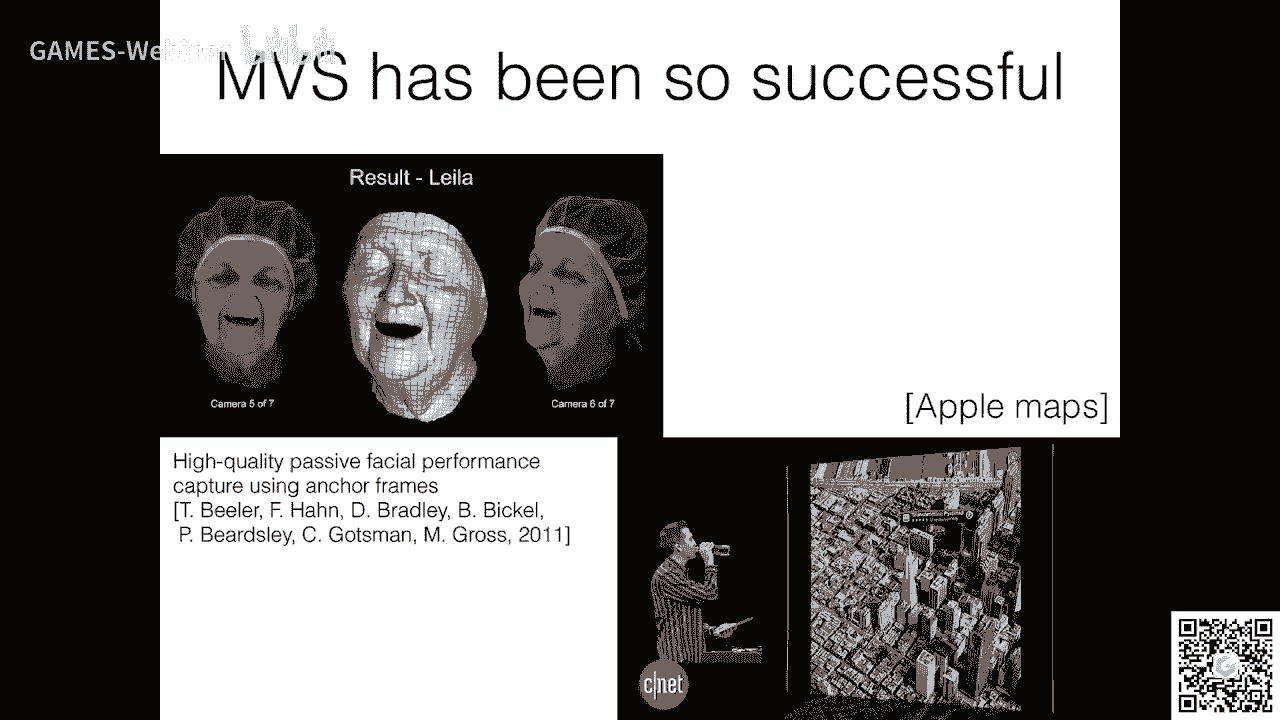 GAMES-Webinar
MVS has been so successful
Result - Leila
Camera 5 of 7
Camera 6 of 7
[Apple maps]
High-quality passive facial performance
capture using anchor frames
[T. Beeler, F. Hahn, D. Bradley, B. Bickel,
P. Beardsley, C. Gotsman, M. Gross, 2011]
c|net